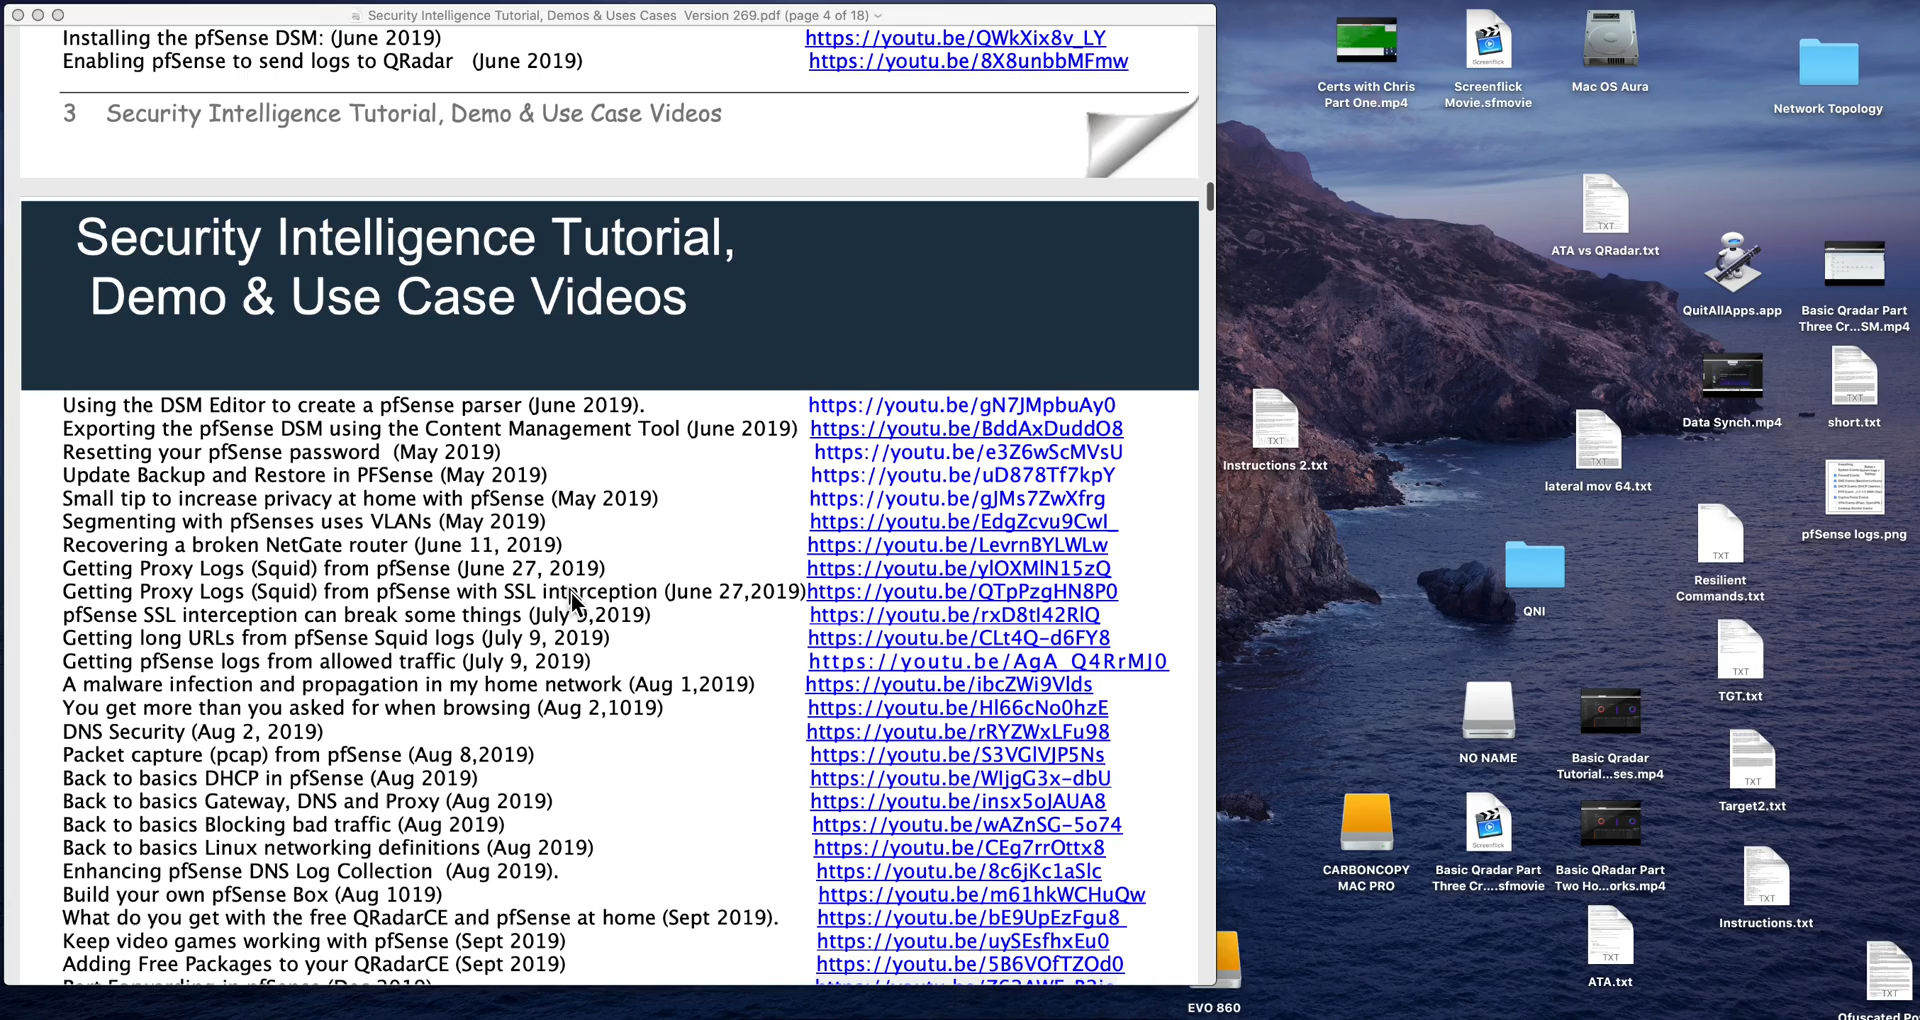 Security Intelligence Tutorial, Demos & Uses Cases Version 269.pdf (page 4 of 18)
Installing the pfSense DSM: (June 2019) https://youtu.be/QWkXix8v_LY
Enabling pfSense to send logs to QRadar (June 2019) https://youtu.be/8X8unbbMFmw
3 Security Intelligence Tutorial, Demo & Use Case Videos
Security Intelligence Tutorial,
Demo & Use Case Videos
Using the DSM Editor to create a pfSense parser (June 2019). https://youtu.be/gN7JMpbuAy0
Exporting the pfSense DSM using the Content Management Tool (June 2019) https://youtu.be/BddAxDuddO8
Resetting your pfSense password (May 2019) https://youtu.be/e3Z6wScMVsU
Update Backup and Restore in PFSense (May 2019) https://youtu.be/uD878Tf7kpY
Small tip to increase privacy at home with pfSense (May 2019) https://youtu.be/gJMs7ZwXfrg
Segmenting with pfSenses uses VLANs (May 2019) https://youtu.be/EdgZcvu9CwI_
Recovering a broken NetGate router (June 11, 2019) https://youtu.be/LevrnBYLWLw
Getting Proxy Logs (Squid) from pfSense (June 27, 2019) https://youtu.be/ylOXMlN15zQ
Getting Proxy Logs (Squid) from pfSense with SSL interception (June 27,2019) https://youtu.be/QTpPzgHN8P0
pfSense SSL interception can break some things (July 9,2019) https://youtu.be/rxD8tI42RlQ
Getting long URLs from pfSense Squid logs (July 9, 2019) https://youtu.be/CLt4Q-d6FY8
Getting pfSense logs from allowed traffic (July 9, 2019) https://youtu.be/AgA_Q4RrMJ0
A malware infection and propagation in my home network (Aug 1,2019) https://youtu.be/ibcZWi9Vlds
You get more than you asked for when browsing (Aug 2,1019) https://youtu.be/Hl66cNo0hzE
DNS Security (Aug 2, 2019) https://youtu.be/rRYZWxLFu98
Packet capture (pcap) from pfSense (Aug 8,2019) https://youtu.be/S3VGlVJP5Ns
Back to basics DHCP in pfSense (Aug 2019) https://youtu.be/WIjgG3x-dbU
Back to basics Gateway, DNS and Proxy (Aug 2019) https://youtu.be/insx5oJAUA8
Back to basics Blocking bad traffic (Aug 2019) https://youtu.be/wAZnSG-5o74
Back to basics Linux networking definitions (Aug 2019) https://youtu.be/CEg7rrOttx8
Enhancing pfSense DNS Log Collection (Aug 2019). https://youtu.be/8c6jKc1aSlc
Build your own pfSense Box (Aug 1019) https://youtu.be/m61hkWCHuQw
What do you get with the free QRadarCE and pfSense at home (Sept 2019). https://youtu.be/bE9UpEzFgu8
Keep video games working with pfSense (Sept 2019) https://youtu.be/uySEsfhxEu0
Adding Free Packages to your QRadarCE (Sept 2019) https://youtu.be/5B6VOfTZOd0
Certs with Chris
Part One.mp4
Screenflick
Screenflick
Movie.sfmovie
Mac OS Aura
Network Topology
TXT
ATA vs QRadar.txt
QuitAllApps.app
Basic Qradar Part
Three Cr...SM.mp4
Data Synch.mp4
TXT
short.txt
TXT
Instructions 2.txt
TXT
lateral mov 64.txt
pfSense logs.png
TXT
Resilient
Commands.txt
QNI
TXT
TGT.txt
NO NAME
Basic Qradar
Tutorial...ses.mp4
TXT
Target2.txt
CARBONCOPY
MAC PRO
Screenflick
Basic Qradar Part
Three Cr....sfmovie
Basic QRadar Part
Two Ho...orks.mp4
TXT
Instructions.txt
TXT
ATA.txt
TXT
EVO 860